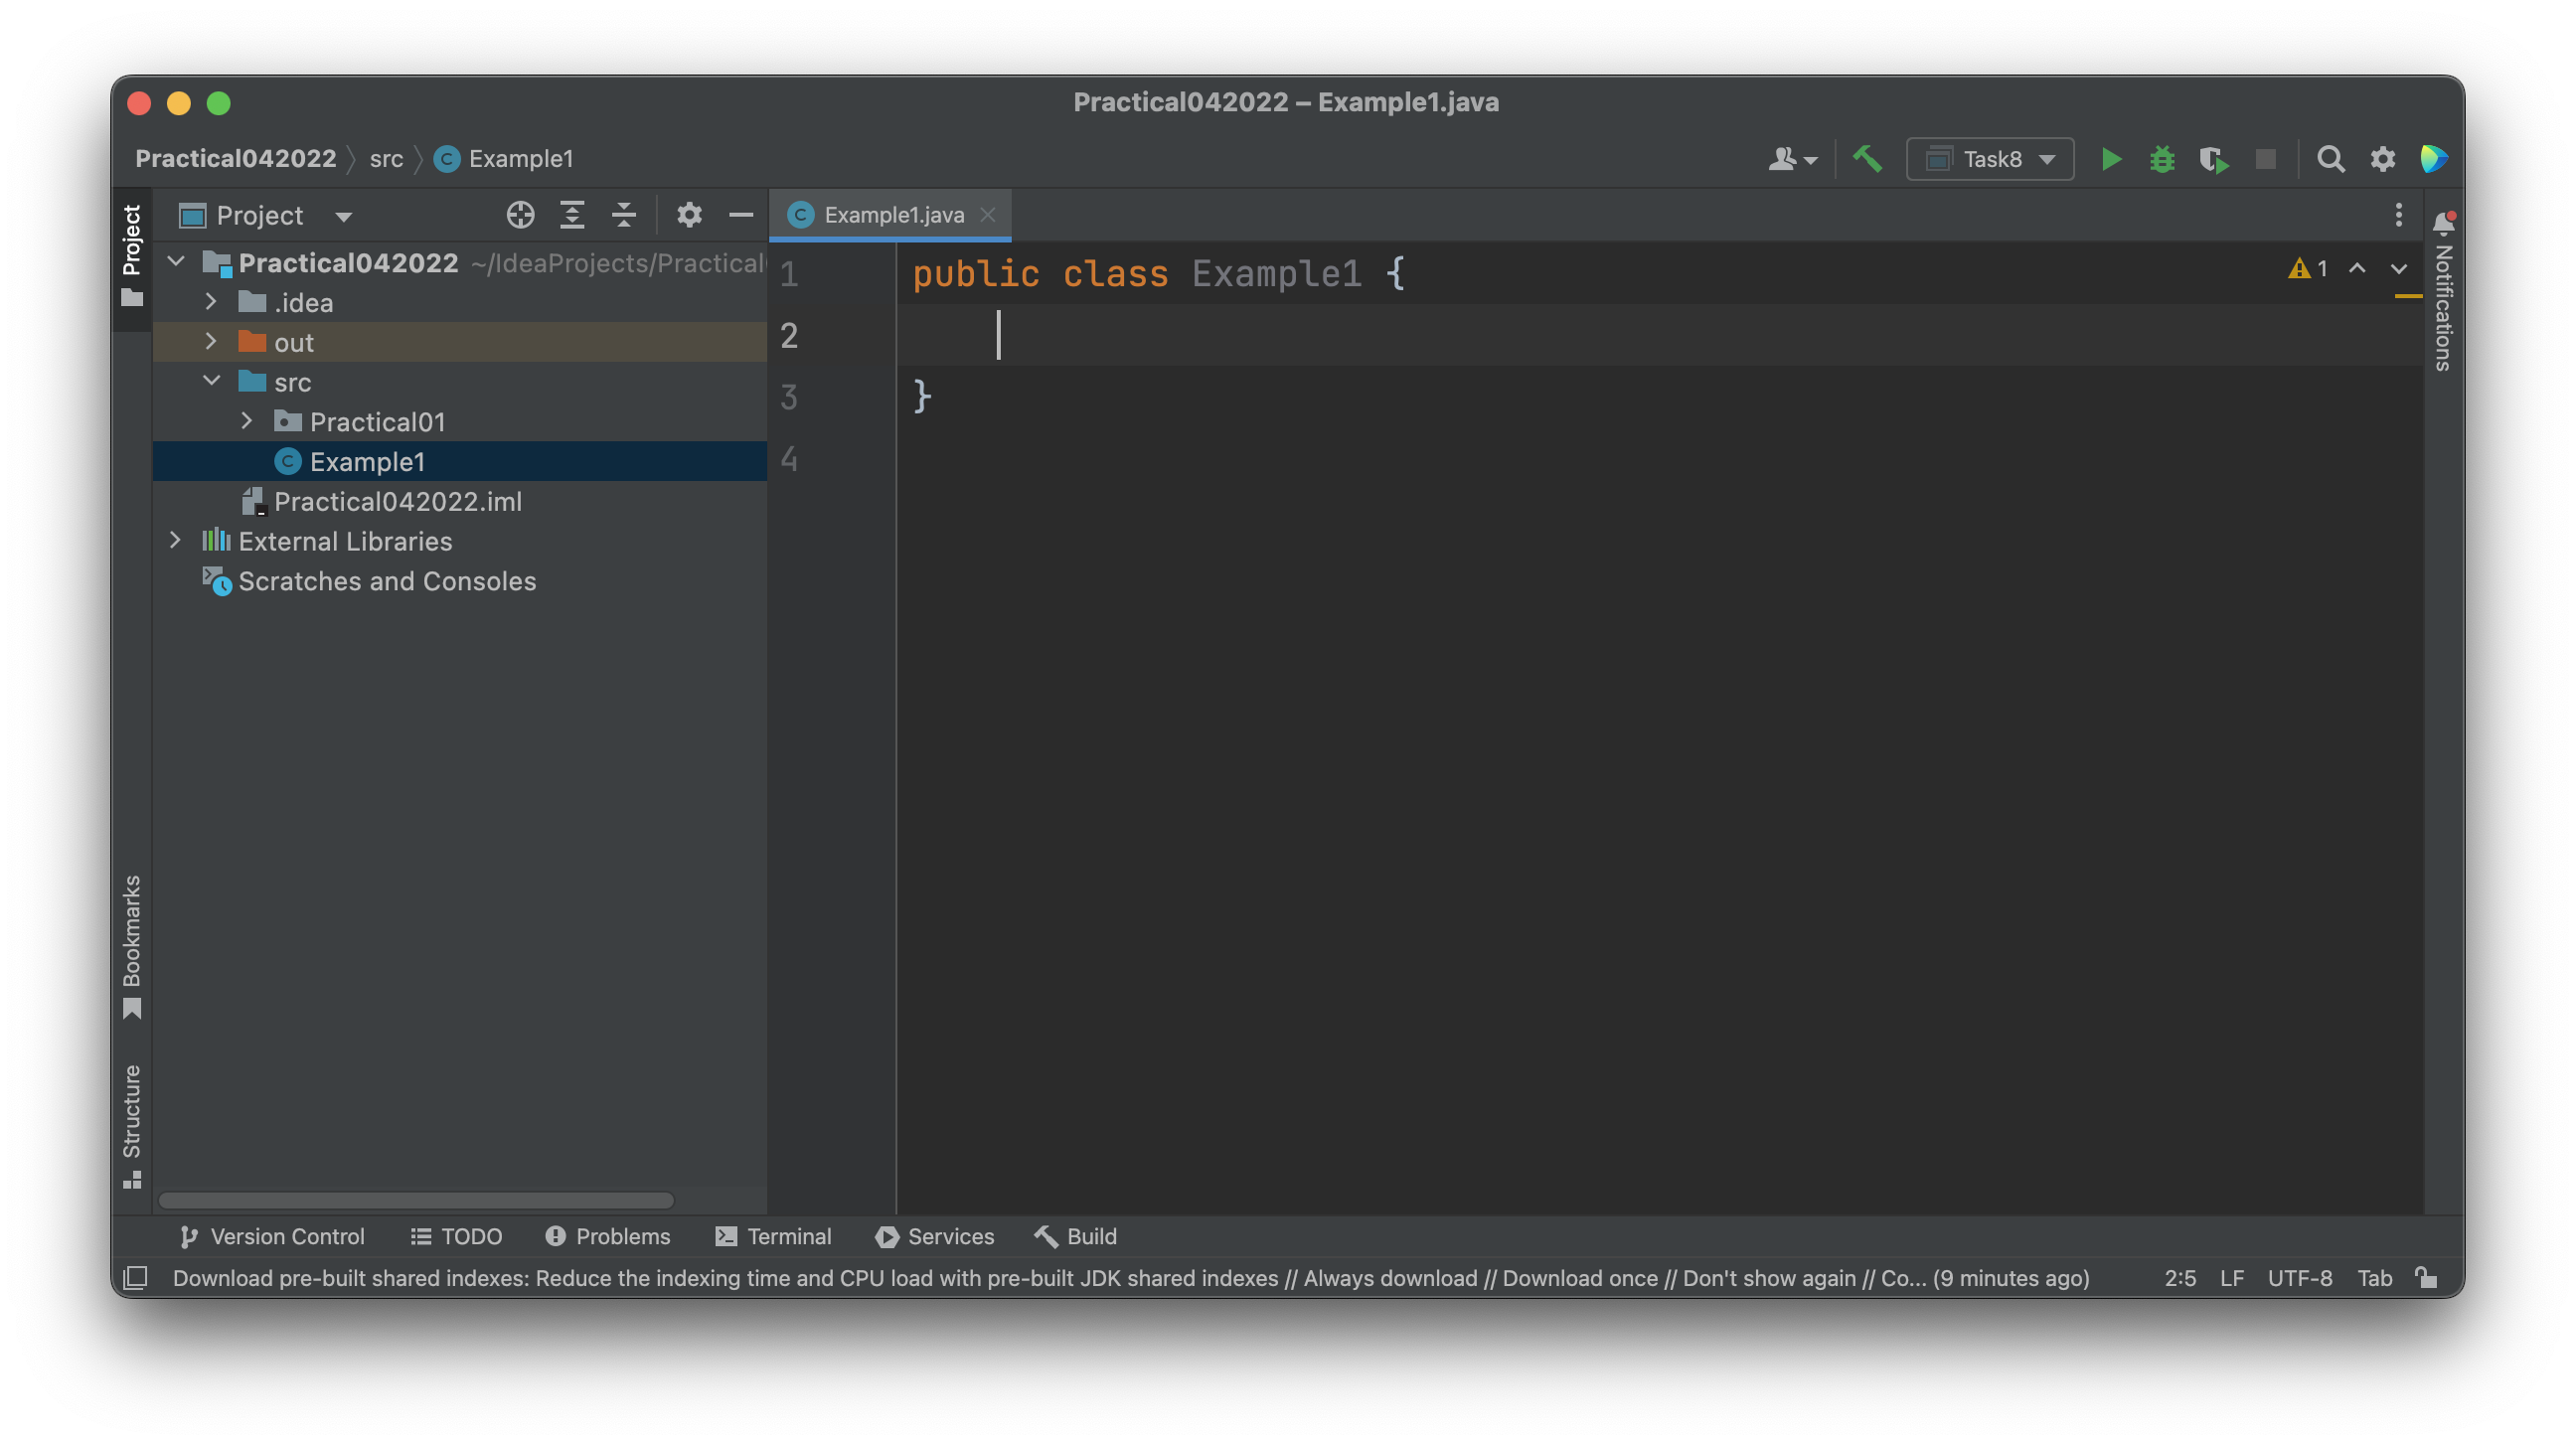 Practical042022 – Example1.java
Practical042022 src Example1
Task8
Project
Project
Example1.java
Notifications
Practical042022 ~/IdeaProjects/Practical
.idea
out
src
Practical01
Example1
Practical042022.iml
External Libraries
Scratches and Consoles
1 public class Example1 {
2
3 }
4
1
Bookmarks
Structure
Version Control TODO Problems Terminal Services Build
Download pre-built shared indexes: Reduce the indexing time and CPU load with pre-built JDK shared indexes // Always download // Download once // Don't show again // Co... (9 minutes ago) 2:5 LF UTF-8 Tab